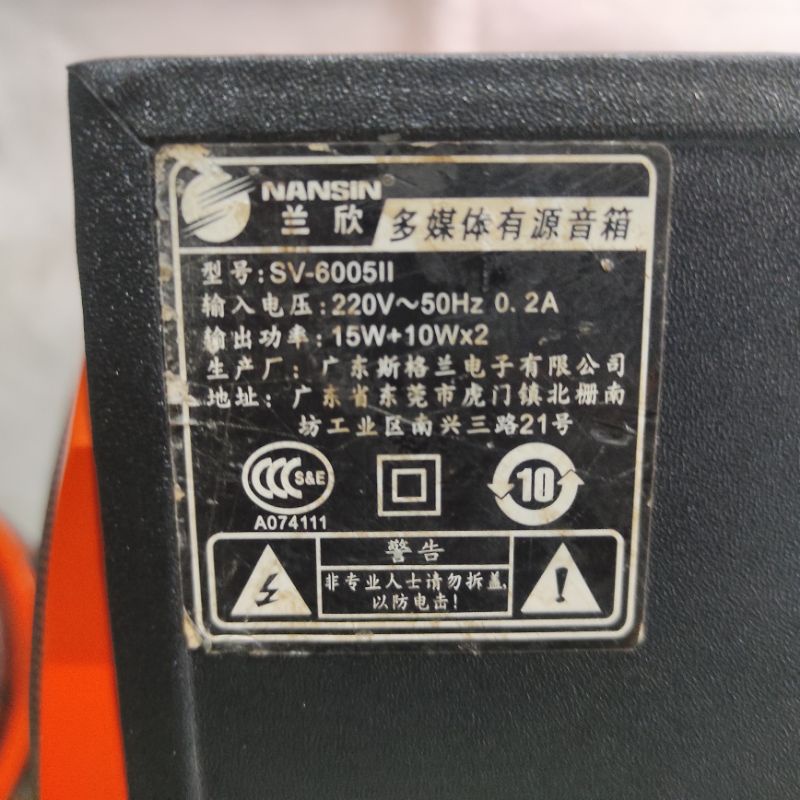 NANSIN
兰欣 多媒体有源音箱
型号:SV-6005II
输入电压:220V～50Hz 0.2A
输出功率:15W+10Wx2
生产厂:广东斯格兰电子有限公司
地址:广东省东莞市虎门镇北栅南
坊工业区南兴三路21号
CCC S&E
10
A074111
警告
非专业人士请勿拆盖,
以防电击!